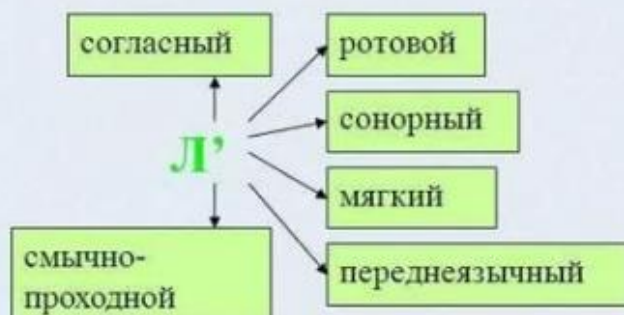 согласный
ротовой
сонорный
Л’
мягкий
переднеязычный
смычно-
проходной